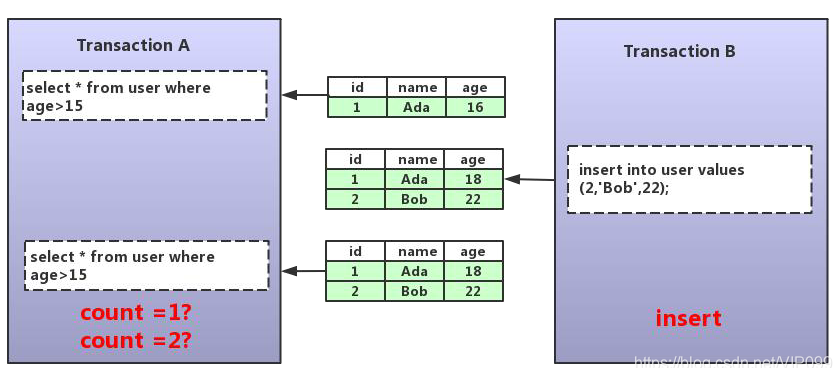 Transaction A
select * from user where
age>15
id name age
1 Ada 16
Transaction B
id name age
1 Ada 18
2 Bob 22
insert into user values
(2,'Bob',22);
select * from user where
age>15
id name age
1 Ada 18
2 Bob 22
count =1?
count =2?
insert
https://blog.csdn.net/VIP099